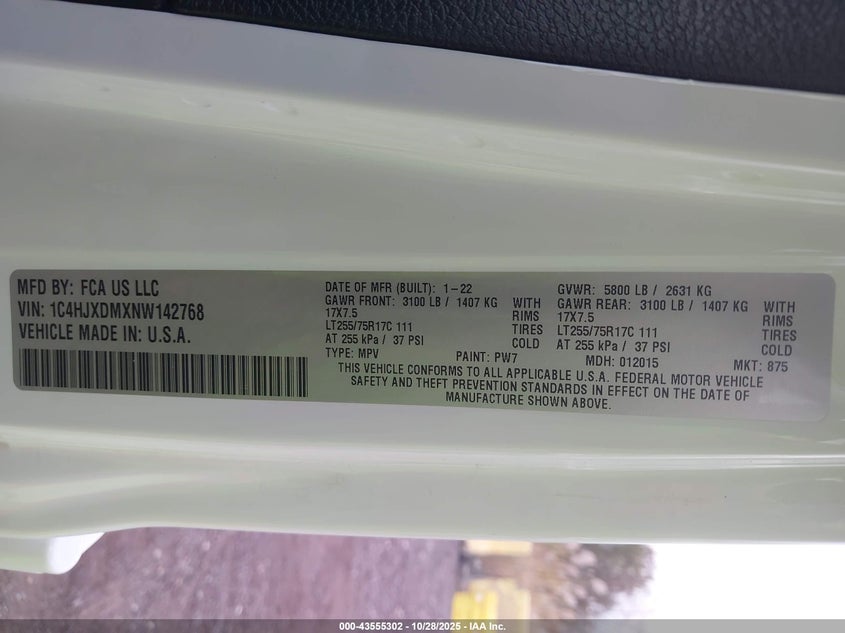 MFD BY: FCA US LLC
VIN: 1C4HJXDMXNW142768
VEHICLE MADE IN: U.S.A.
DATE OF MFR (BUILT): 1-22
GAWR FRONT: 3100 LB / 1407 KG WITH
17X7.5 RIMS
LT255/75R17C 111 TIRES
AT 255 kPa / 37 PSI COLD
TYPE: MPV PAINT: PW7
GVWR: 5800 LB / 2631 KG
GAWR REAR: 3100 LB / 1407 KG WITH
17X7.5 RIMS
LT255/75R17C 111 TIRES
AT 255 kPa / 37 PSI COLD
MDH: 012015 MKT: 875
THIS VEHICLE CONFORMS TO ALL APPLICABLE U.S.A. FEDERAL MOTOR VEHICLE
SAFETY AND THEFT PREVENTION STANDARDS IN EFFECT ON THE DATE OF
MANUFACTURE SHOWN ABOVE.
000-43555302 - 10/28/2025 - IAA Inc.